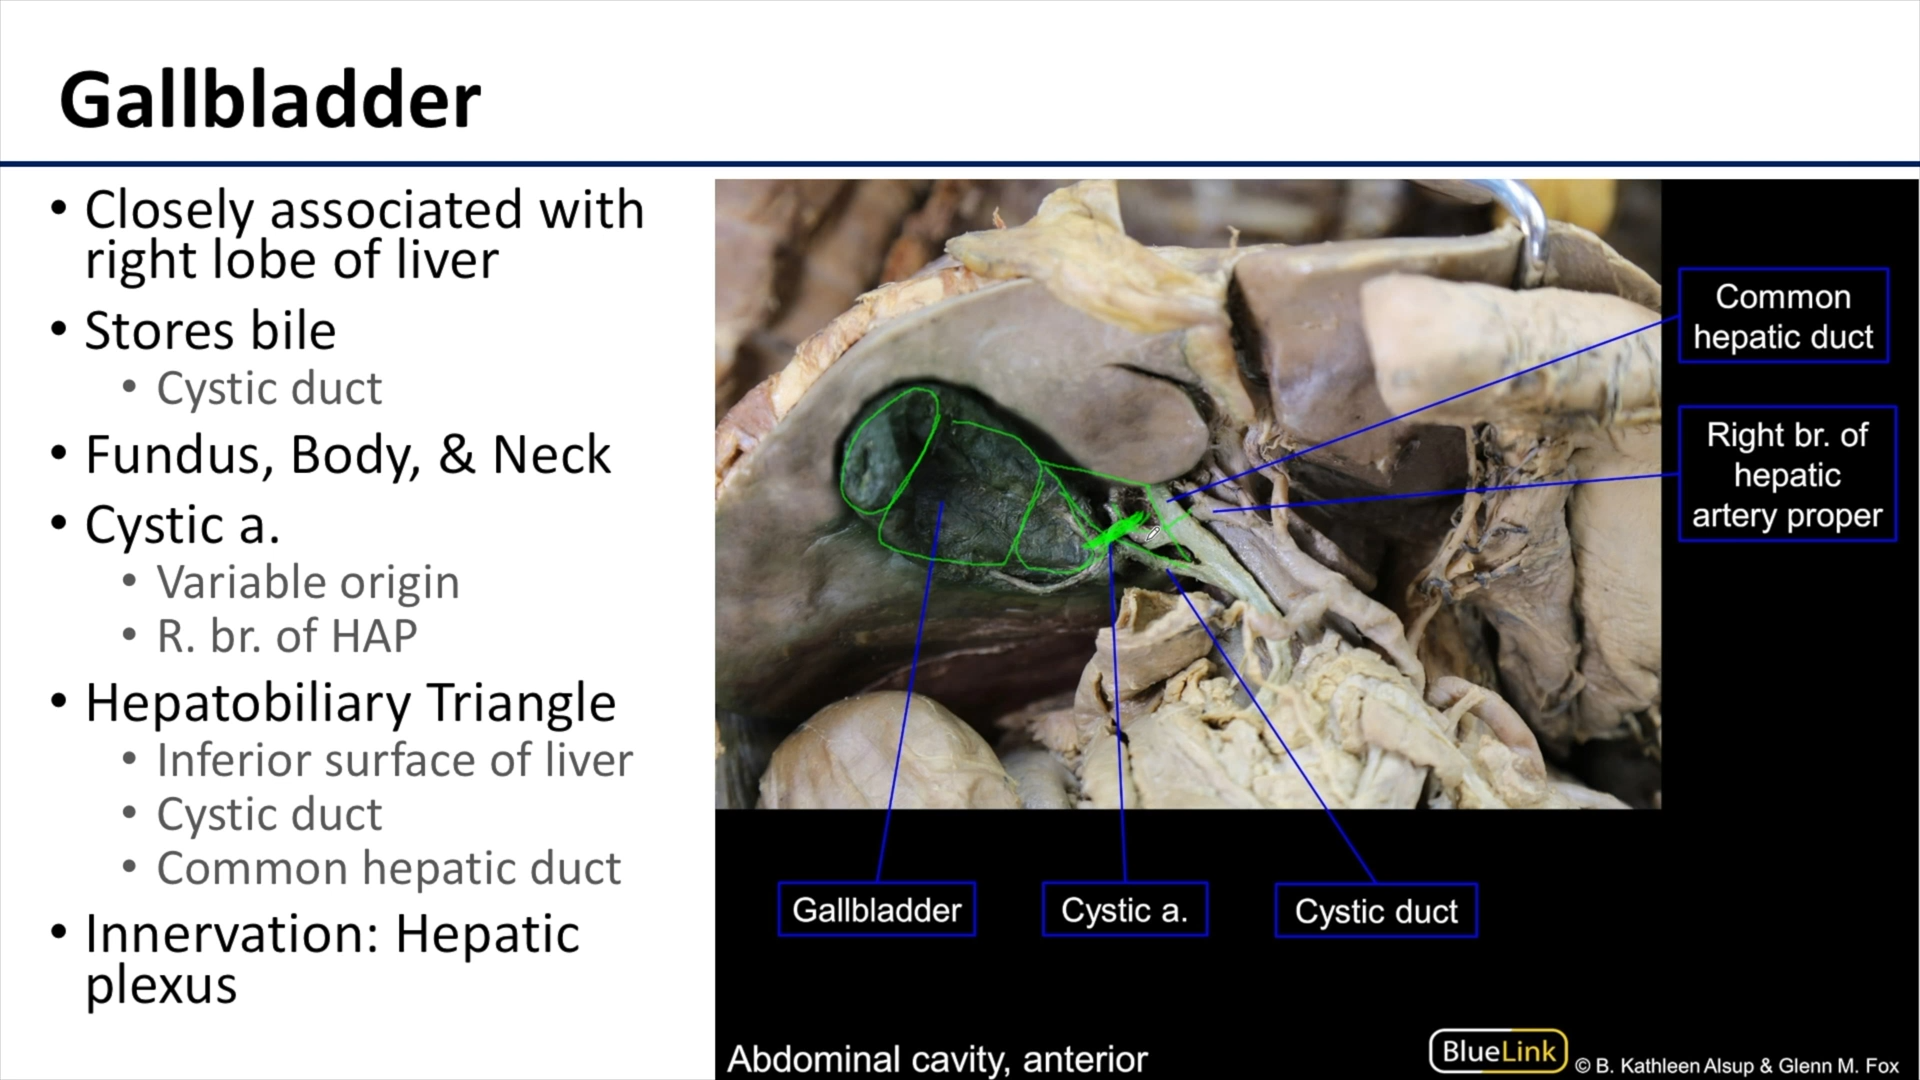 Gallbladder
• Closely associated with
right lobe of liver
• Stores bile
• Cystic duct
• Fundus, Body, & Neck
• Cystic a.
• Variable origin
• R. br. of HAP
• Hepatobiliary Triangle
• Inferior surface of liver
• Cystic duct
• Common hepatic duct
• Innervation: Hepatic
plexus
Common
hepatic duct
Right br. of
hepatic
artery proper
Gallbladder
Cystic a.
Cystic duct
Abdominal cavity, anterior
BlueLink
© B. Kathleen Alsup & Glenn M. Fox